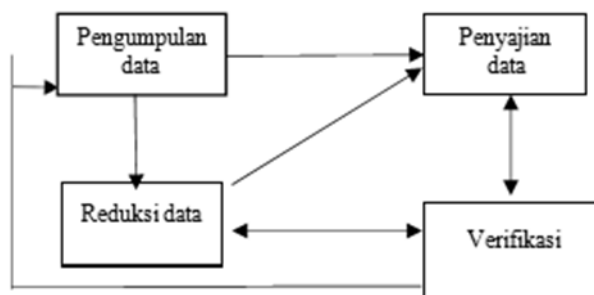 Pengumpulan
data
Penyajian
data
Reduksi data
Verifikasi